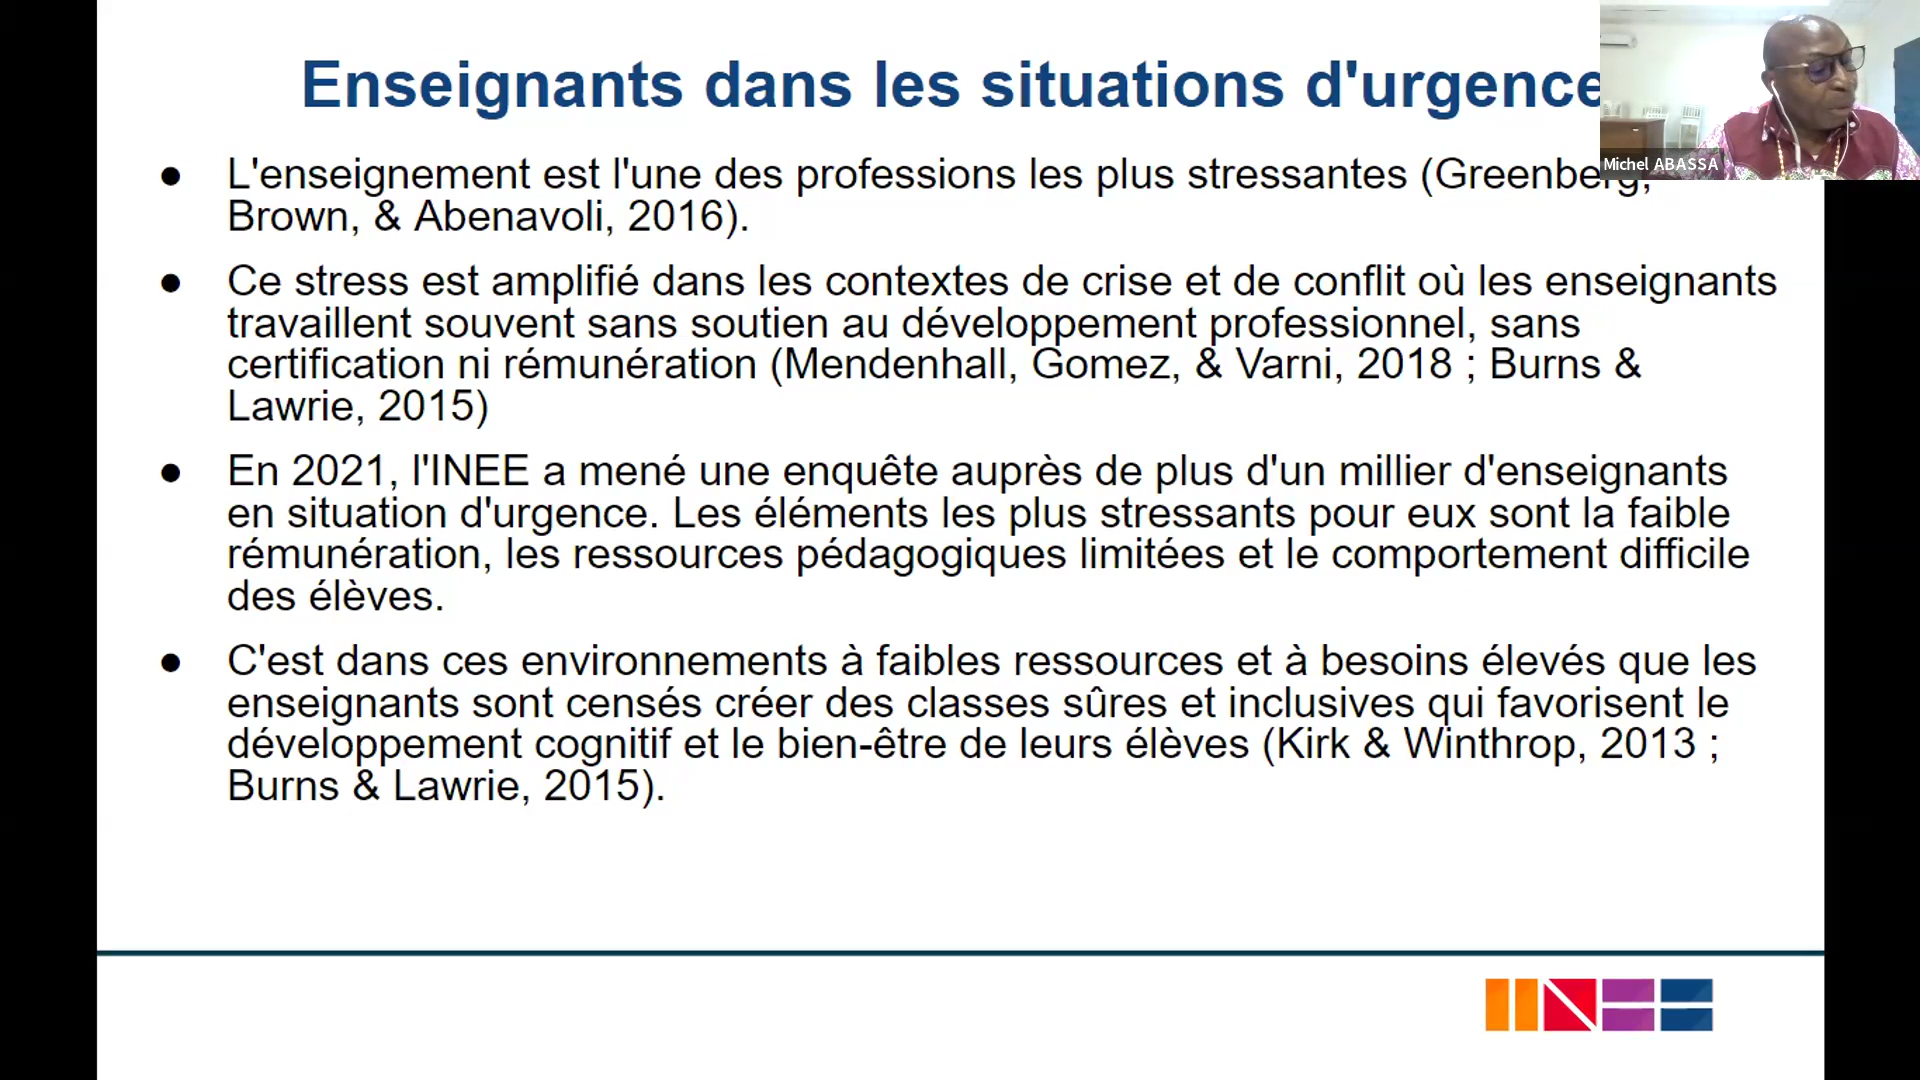 Enseignants dans les situations d'urgence
Michel ABASSA
● L'enseignement est l'une des professions les plus stressantes (Greenberg,
Brown, & Abenavoli, 2016).
● Ce stress est amplifié dans les contextes de crise et de conflit où les enseignants
travaillent souvent sans soutien au développement professionnel, sans
certification ni rémunération (Mendenhall, Gomez, & Varni, 2018 ; Burns &
Lawrie, 2015)
● En 2021, l'INEE a mené une enquête auprès de plus d'un millier d'enseignants
en situation d'urgence. Les éléments les plus stressants pour eux sont la faible
rémunération, les ressources pédagogiques limitées et le comportement difficile
des élèves.
● C'est dans ces environnements à faibles ressources et à besoins élevés que les
enseignants sont censés créer des classes sûres et inclusives qui favorisent le
développement cognitif et le bien-être de leurs élèves (Kirk & Winthrop, 2013 ;
Burns & Lawrie, 2015).
INEE